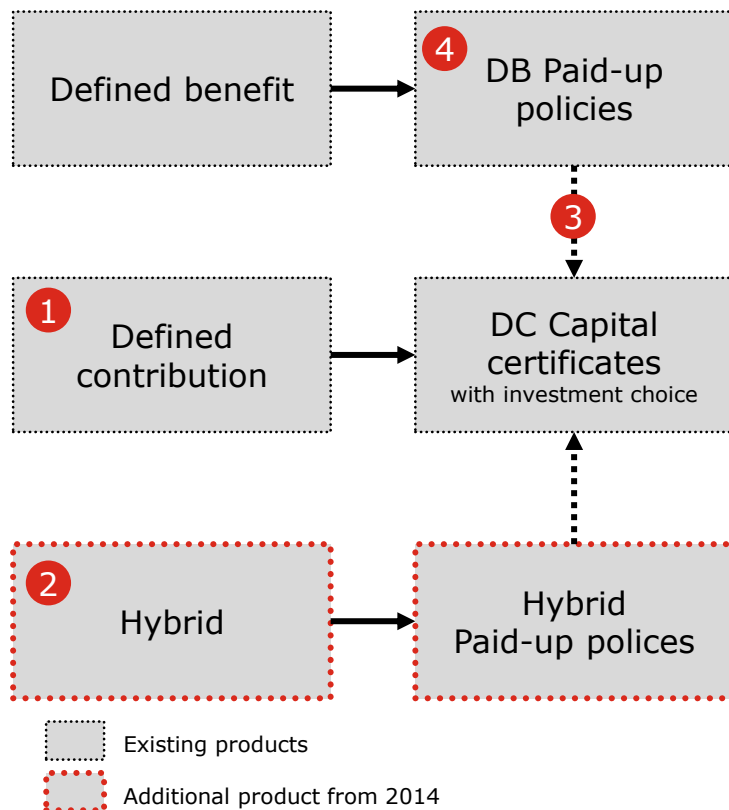 Defined benefit
4
DB Paid-up
policies
3
1
Defined
contribution
DC Capital
certificates
with investment choice
2
Hybrid
Hybrid
Paid-up polices
Existing products
Additional product from 2014